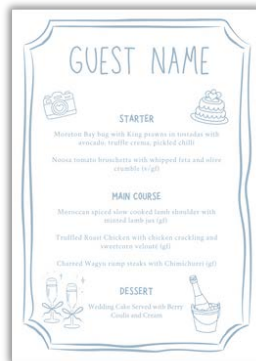 GUEST NAME
STARTER
Moreton Bay bug with King prawns in tostadas with
avocado, truffle crema, pickled chilli
tomato bruschetta with whipped feta and olive
crumble (v/gf)
MAIN COURSE
Moroccan spiced slow cooked lamb shoulder with
minted lamb jus (gf)
Truffled Roast Chicken with chicken crackling and
sweetcorn velouté (gf)
Charred Wagyu rump steaks with Chimichurri (gf)
DESSERT
Wedding Cake Served with Berry
Coulis and Cream